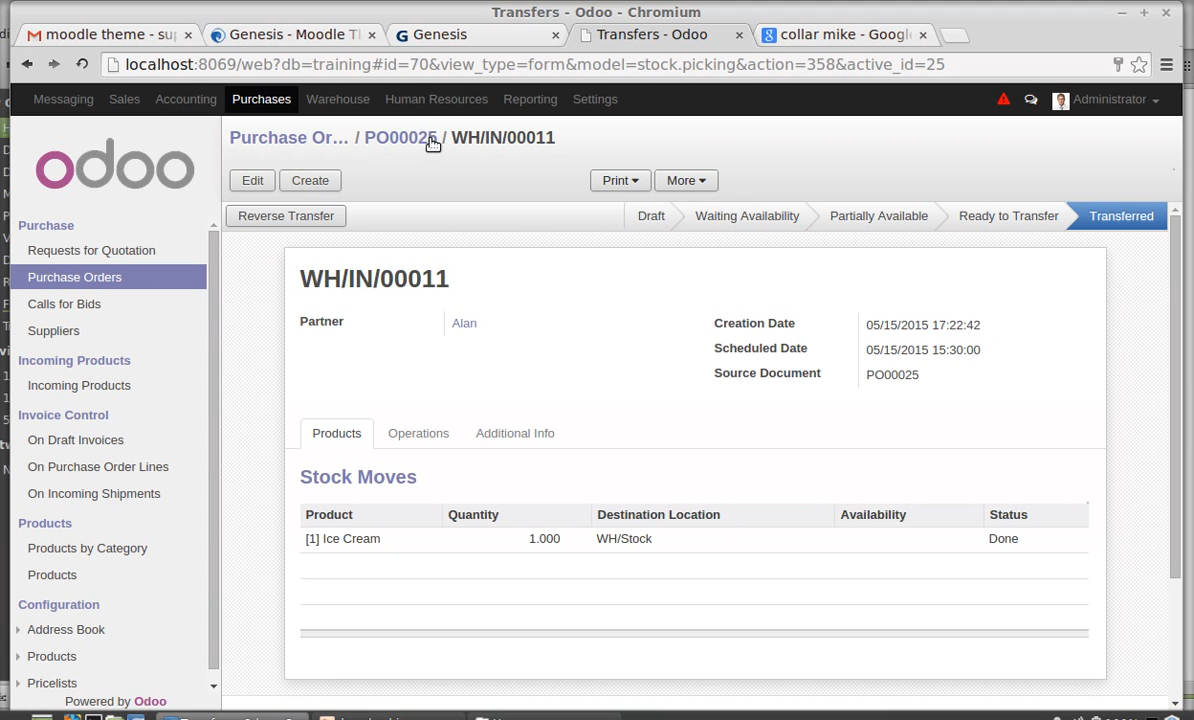 Transfers - Odoo - Chromium
moodle theme - su
Genesis - Moodle T
Genesis
Transfers - Odoo
collar mike - Google
localhost:8069/web?db=training#id=70&view_type=form&model=stock.picking&action=358&active_id=25
Messaging Sales Accounting Purchases Warehouse Human Resources Reporting Settings Administrator
odoo
Purchase Or... / PO00025 / WH/IN/00011
Edit Create Print More
Reverse Transfer Draft Waiting Availability Partially Available Ready to Transfer Transferred
Purchase
Requests for Quotation
Purchase Orders
Calls for Bids
Suppliers
Incoming Products
Incoming Products
Invoice Control
On Draft Invoices
On Purchase Order Lines
On Incoming Shipments
Products
Products by Category
Products
Configuration
Address Book
Products
Pricelists
Powered by Odoo
WH/IN/00011
Partner Alan
Creation Date 05/15/2015 17:22:42
Scheduled Date 05/15/2015 15:30:00
Source Document PO00025
Products Operations Additional Info
Stock Moves
Product Quantity Destination Location Availability Status
[1] Ice Cream 1.000 WH/Stock Done